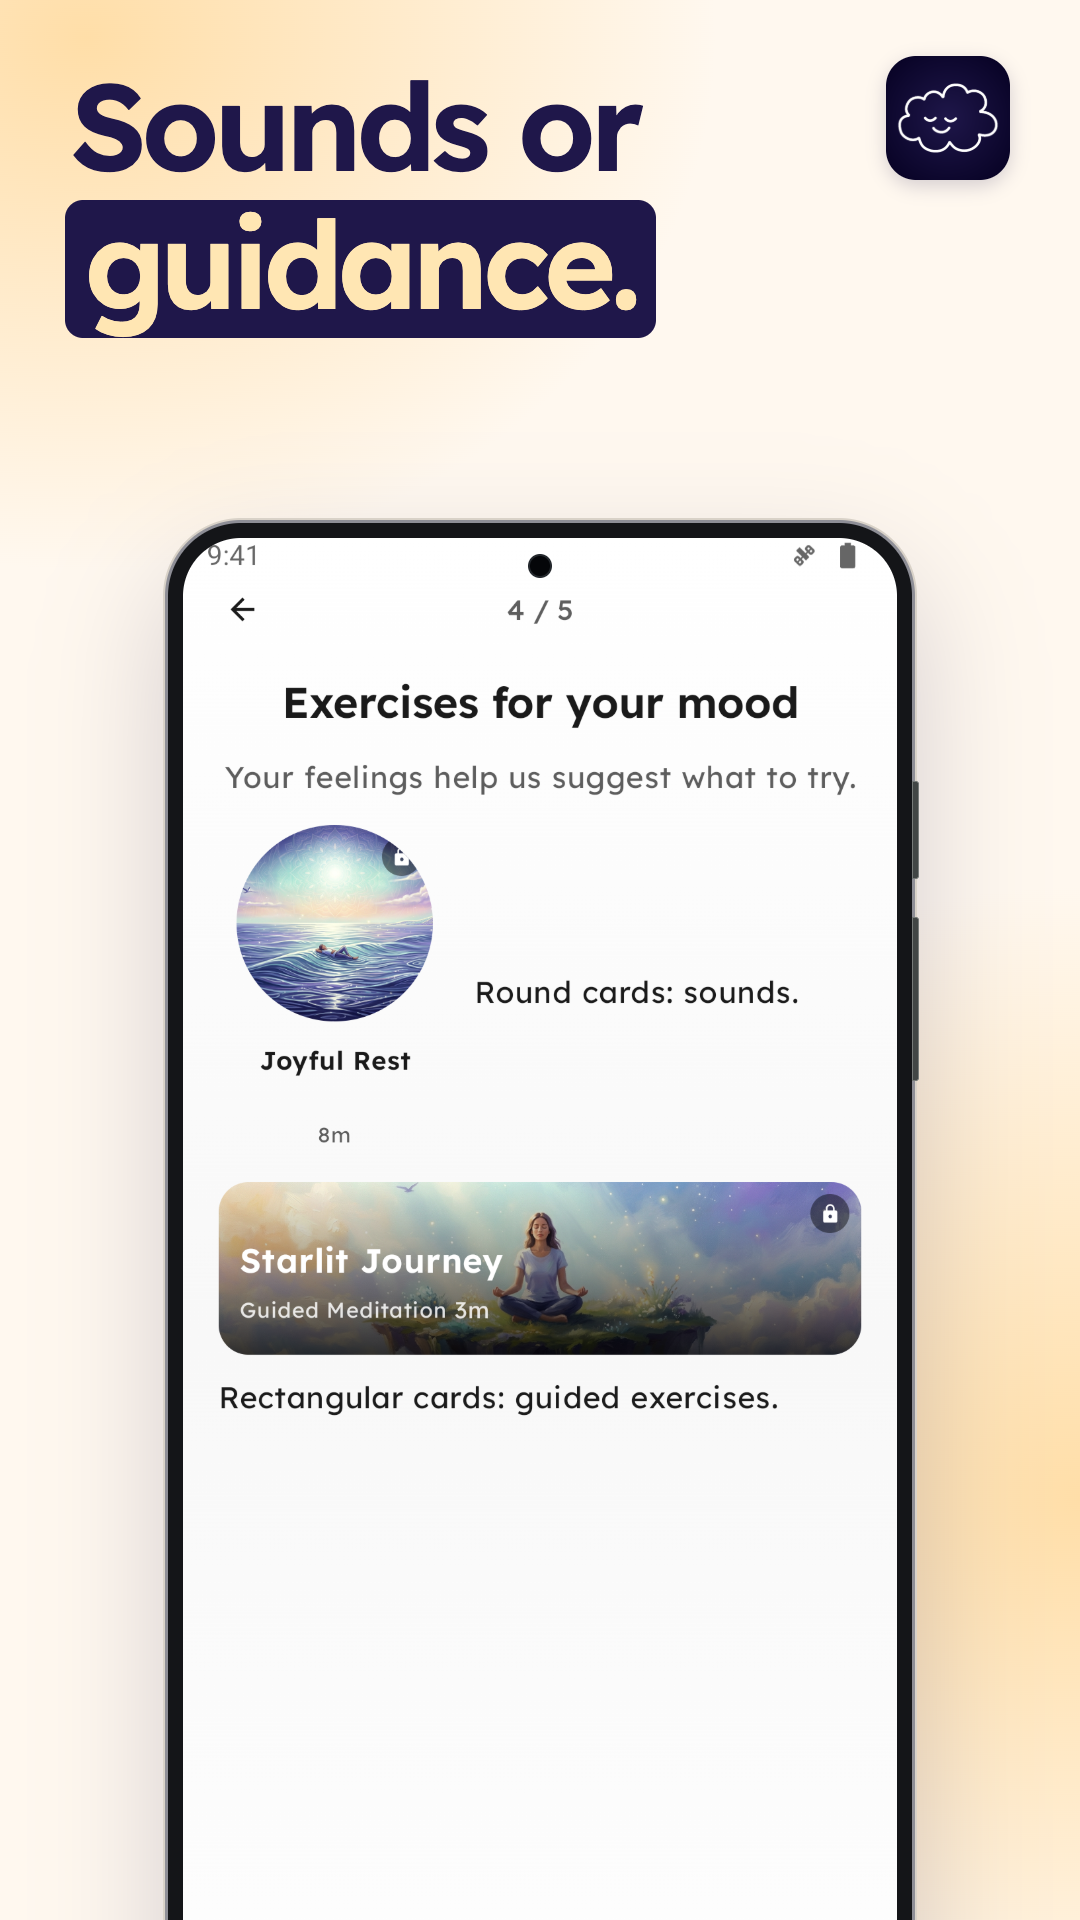 Sounds or
guidance.
9:41
4 / 5
Exercises for your mood
Your feelings help us suggest what to try.
Round cards: sounds.
Joyful Rest
8m
Starlit Journey
Guided Meditation 3m
Rectangular cards: guided exercises.